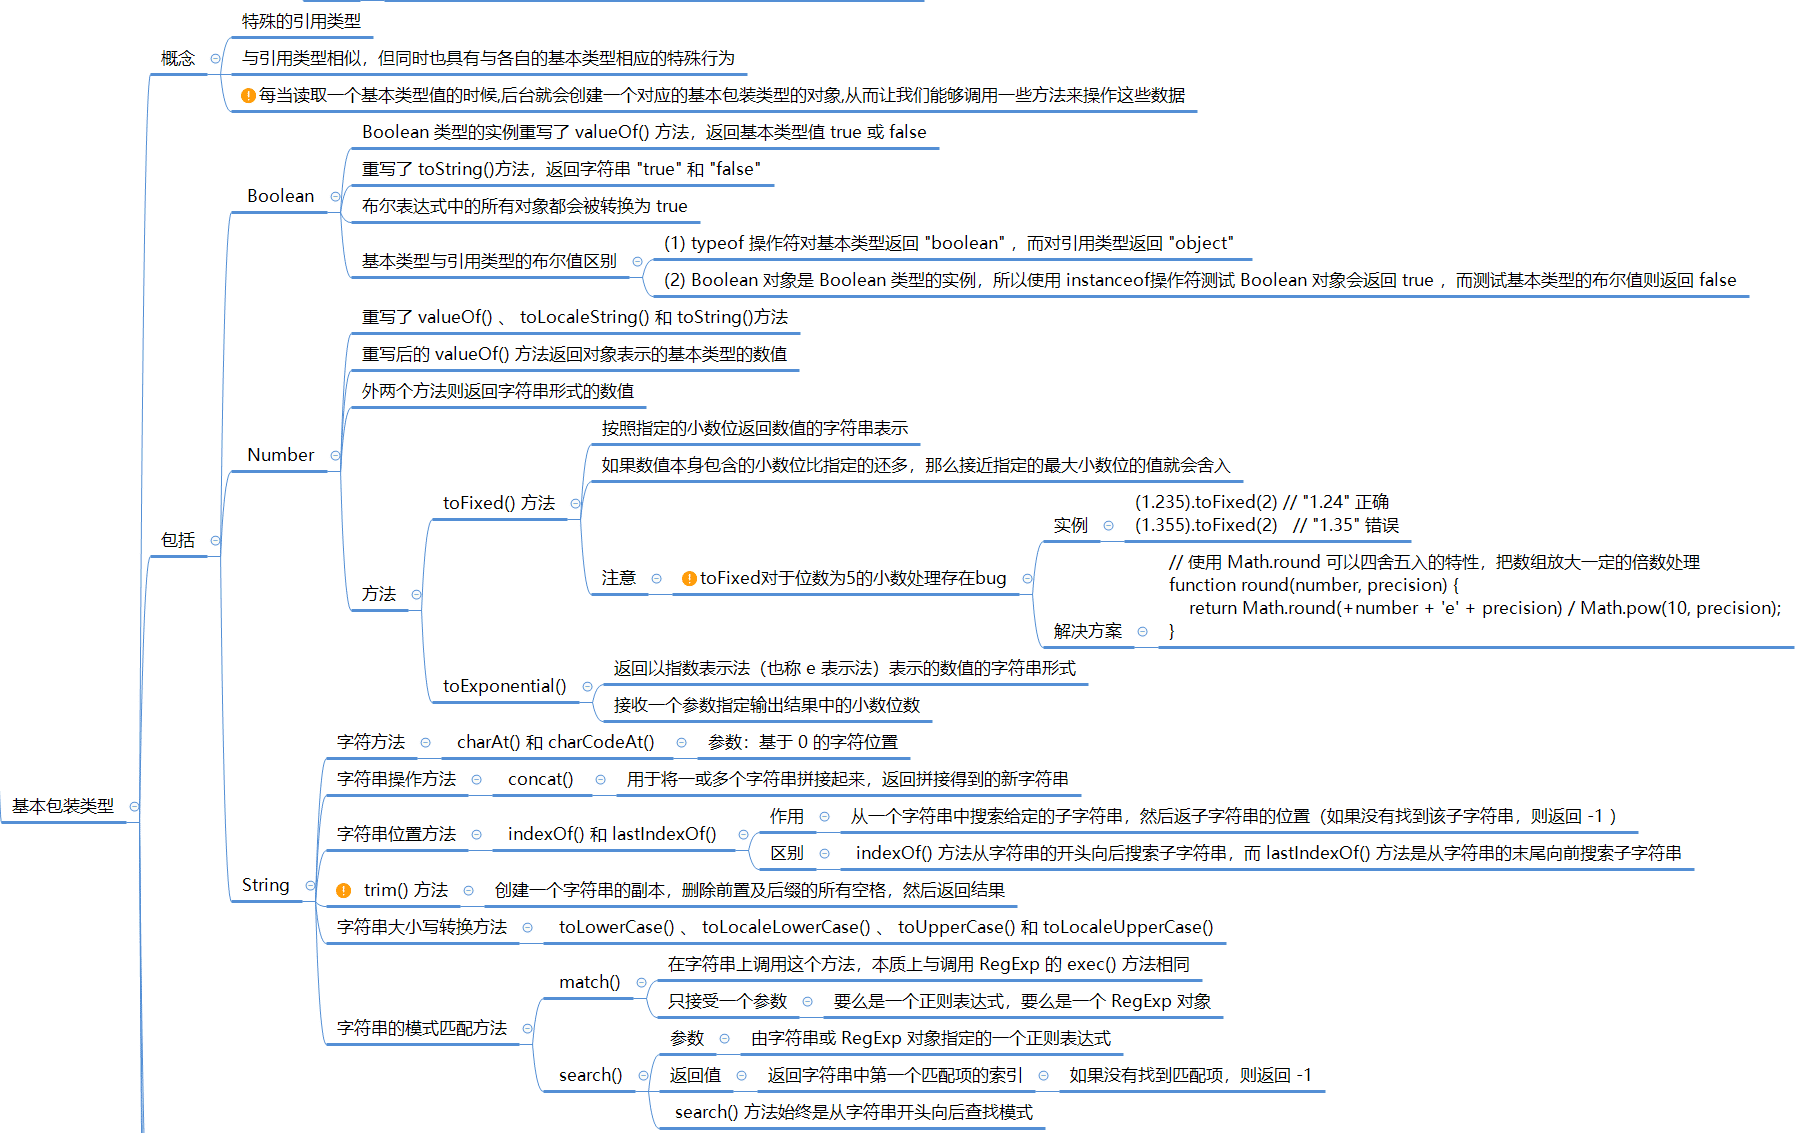 特殊的引用类型
概念
与引用类型相似，但同时也具有与各自的基本类型相应的特殊行为
每当读取一个基本类型值的时候,后台就会创建一个对应的基本包装类型的对象,从而让我们能够调用一些方法来操作这些数据
Boolean 类型的实例重写了 valueOf() 方法，返回基本类型值 true 或 false
重写了 toString()方法，返回字符串 "true" 和 "false"
Boolean
布尔表达式中的所有对象都会被转换为 true
基本类型与引用类型的布尔值区别
(1) typeof 操作符对基本类型返回 "boolean" ，而对引用类型返回 "object"
(2) Boolean 对象是 Boolean 类型的实例，所以使用 instanceof操作符测试 Boolean 对象会返回 true ，而测试基本类型的布尔值则返回 false
重写了 valueOf() 、 toLocaleString() 和 toString()方法
重写后的 valueOf() 方法返回对象表示的基本类型的数值
外两个方法则返回字符串形式的数值
Number
按照指定的小数位返回数值的字符串表示
如果数值本身包含的小数位比指定的还多，那么接近指定的最大小数位的值就会舍入
toFixed() 方法
实例
(1.235).toFixed(2) // "1.24" 正确
(1.355).toFixed(2)   // "1.35" 错误
包括
方法
注意
toFixed对于位数为5的小数处理存在bug
// 使用 Math.round 可以四舍五入的特性，把数组放大一定的倍数处理
function round(number, precision) {
    return Math.round(+number + 'e' + precision) / Math.pow(10, precision);
}
解决方案
toExponential()
返回以指数表示法（也称 e 表示法）表示的数值的字符串形式
接收一个参数指定输出结果中的小数位数
字符方法
charAt() 和 charCodeAt()
参数：基于 0 的字符位置
字符串操作方法
concat()
用于将一或多个字符串拼接起来，返回拼接得到的新字符串
基本包装类型
字符串位置方法
indexOf() 和 lastIndexOf()
作用
从一个字符串中搜索给定的子字符串，然后返子字符串的位置（如果没有找到该子字符串，则返回 -1 ）
区别
indexOf() 方法从字符串的开头向后搜索子字符串，而 lastIndexOf() 方法是从字符串的末尾向前搜索子字符串
String
trim() 方法
创建一个字符串的副本，删除前置及后缀的所有空格，然后返回结果
字符串大小写转换方法
toLowerCase() 、 toLocaleLowerCase() 、 toUpperCase() 和 toLocaleUpperCase()
字符串的模式匹配方法
match()
在字符串上调用这个方法，本质上与调用 RegExp 的 exec() 方法相同
只接受一个参数
要么是一个正则表达式，要么是一个 RegExp 对象
search()
参数
由字符串或 RegExp 对象指定的一个正则表达式
返回值
返回字符串中第一个匹配项的索引
如果没有找到匹配项，则返回 -1
search() 方法始终是从字符串开头向后查找模式